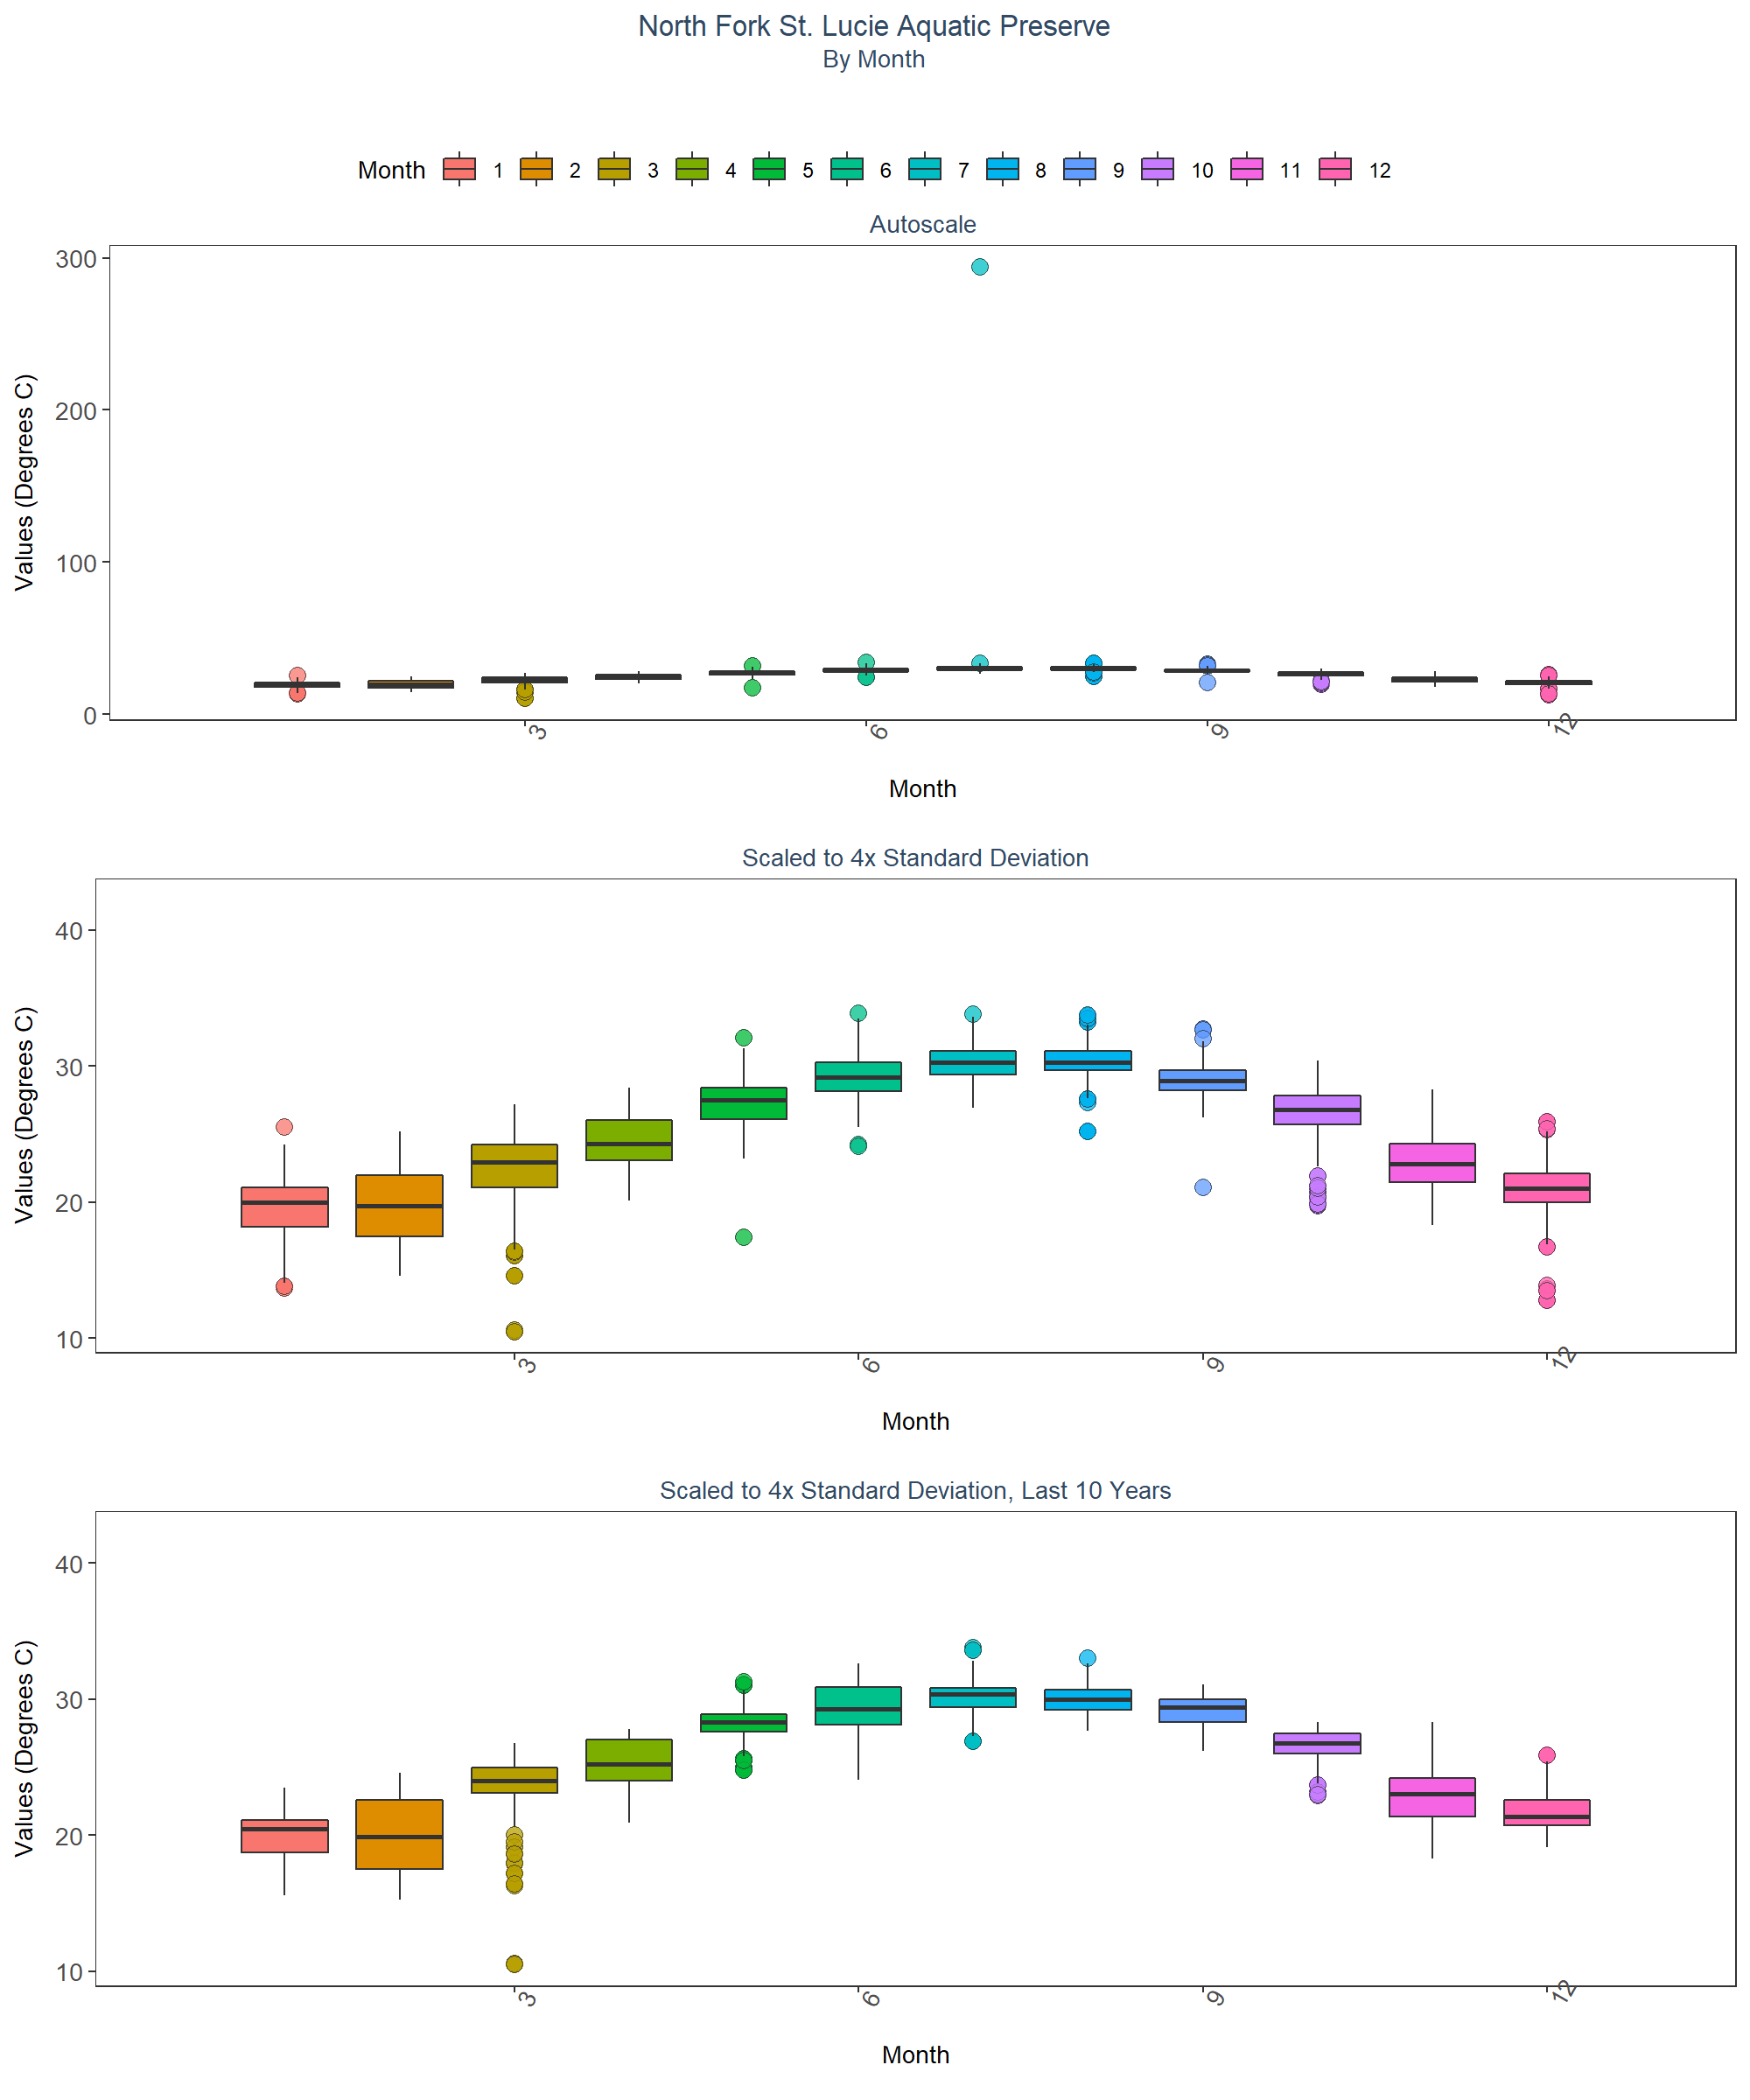 North Fork St. Lucie Aquatic Preserve
By Month
Month 1 2 3 4 5 6 7 8 9 10 11 12
Autoscale
Values (Degrees C)
300
200
100
0
3 6 9 12
Month
Scaled to 4x Standard Deviation
Values (Degrees C)
40
30
20
10
3 6 9 12
Month
Scaled to 4x Standard Deviation, Last 10 Years
Values (Degrees C)
40
30
20
10
3 6 9 12
Month